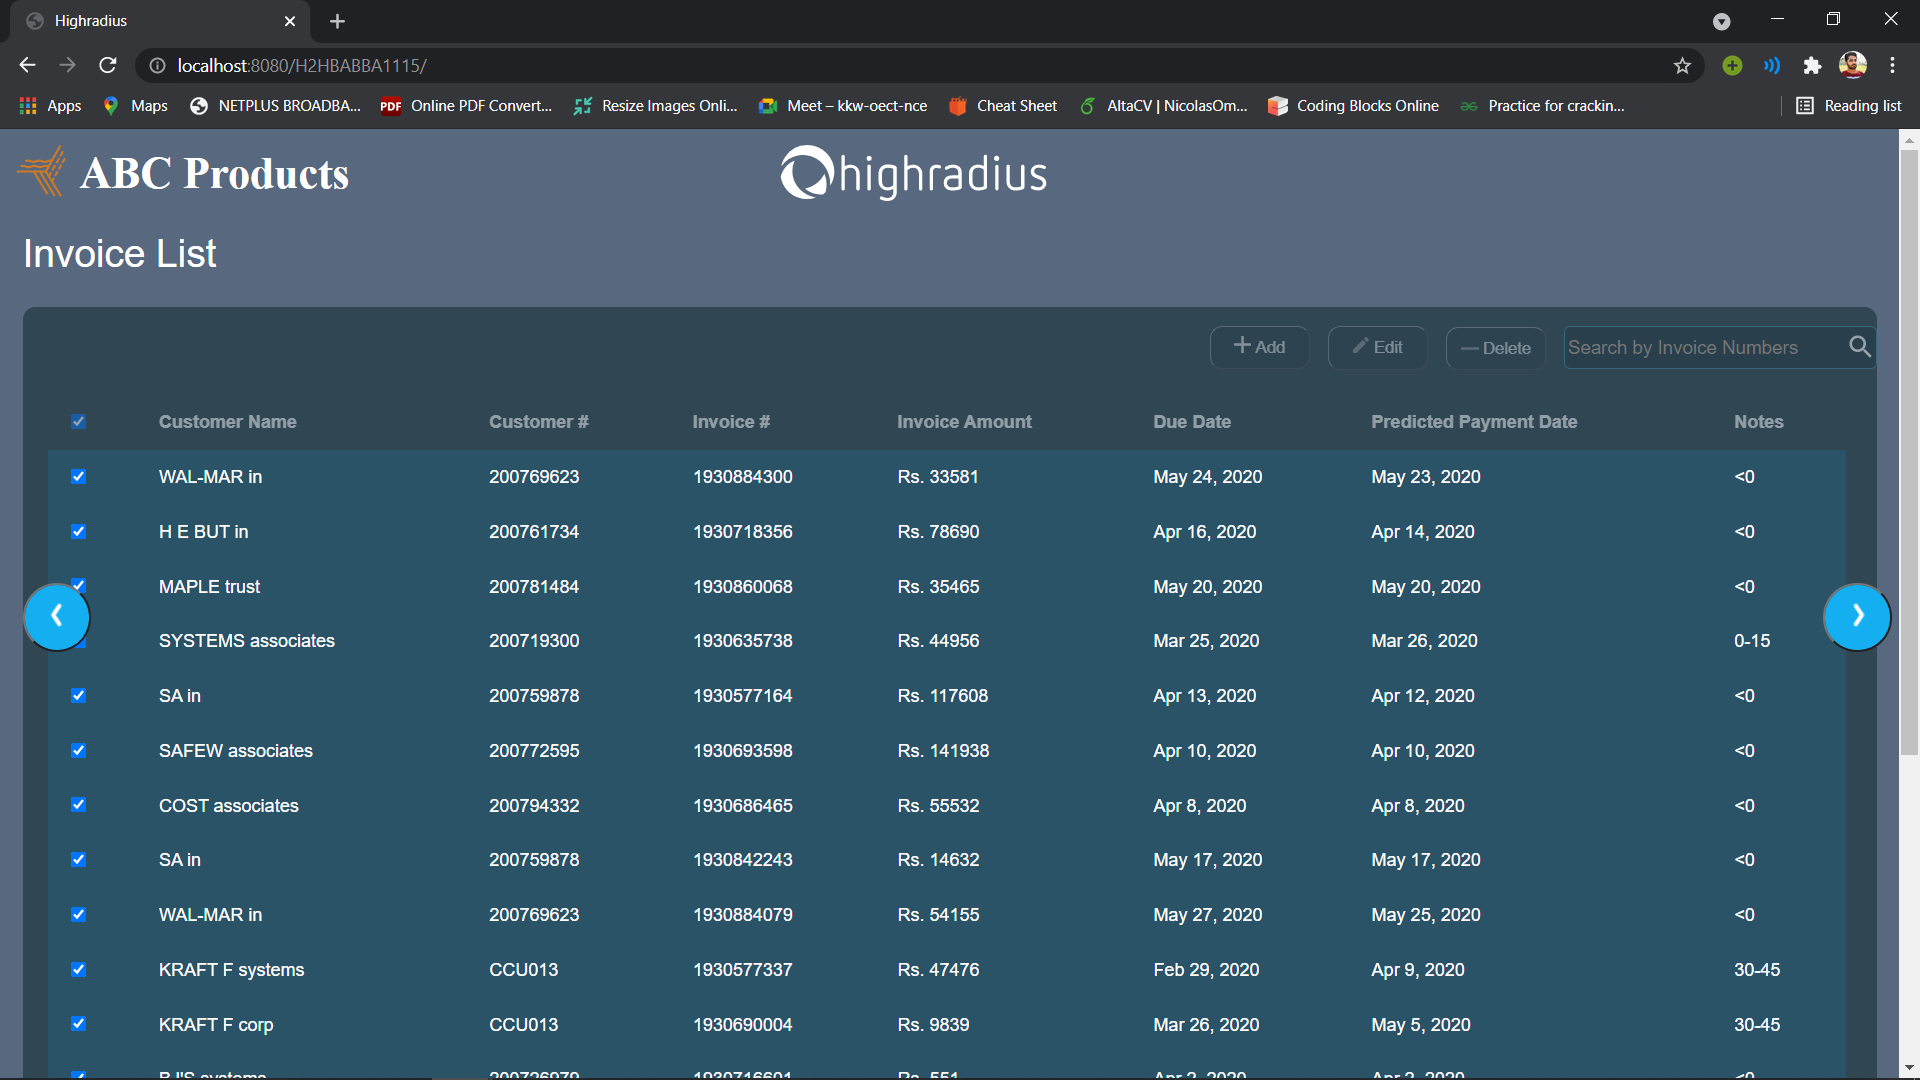 Highradius
localhost:8080/H2HBABBA1115/
Apps Maps NETPLUS BROADBA... PDF Online PDF Convert... Resize Images Onli... Meet – kkw-oect-nce Cheat Sheet AltaCV | NicolasOm... Coding Blocks Online Practice for crackin... Reading list
ABC Products highradius
Invoice List
Add Edit Delete Search by Invoice Numbers
Customer Name Customer # Invoice # Invoice Amount Due Date Predicted Payment Date Notes
WAL-MAR in 200769623 1930884300 Rs. 33581 May 24, 2020 May 23, 2020 <0
H E BUT in 200761734 1930718356 Rs. 78690 Apr 16, 2020 Apr 14, 2020 <0
MAPLE trust 200781484 1930860068 Rs. 35465 May 20, 2020 May 20, 2020 <0
SYSTEMS associates 200719300 1930635738 Rs. 44956 Mar 25, 2020 Mar 26, 2020 0-15
SA in 200759878 1930577164 Rs. 117608 Apr 13, 2020 Apr 12, 2020 <0
SAFEW associates 200772595 1930693598 Rs. 141938 Apr 10, 2020 Apr 10, 2020 <0
COST associates 200794332 1930686465 Rs. 55532 Apr 8, 2020 Apr 8, 2020 <0
SA in 200759878 1930842243 Rs. 14632 May 17, 2020 May 17, 2020 <0
WAL-MAR in 200769623 1930884079 Rs. 54155 May 27, 2020 May 25, 2020 <0
KRAFT F systems CCU013 1930577337 Rs. 47476 Feb 29, 2020 Apr 9, 2020 30-45
KRAFT F corp CCU013 1930690004 Rs. 9839 Mar 26, 2020 May 5, 2020 30-45